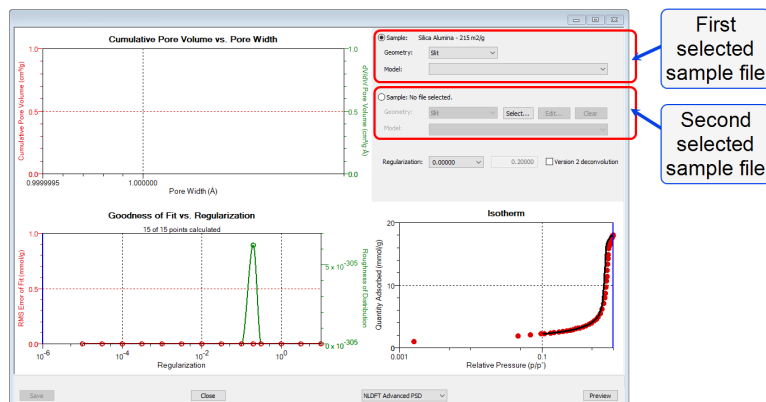 Cumulative Pore Volume vs. Pore Width
Cumulative Pore Volume (cm³/g)
1.0
0.5
0.0
0.9999995
1.000000
Pore Width (Å)
1.0
0.5
0.0
dV/dW Pore Volume (cm³/g·Å)
Sample: Silica Alumina - 215 m2/g
Geometry: Slit
Model:
Sample: No file selected.
Geometry: Slit Select... Edit... Clear
Model:
Regularization: 0.00000 0.20000 Version 2 deconvolution
First
selected
sample file
Second
selected
sample file
Goodness of Fit vs. Regularization
15 of 15 points calculated
RMS Error of Fit (mmol/g)
1.0
0.5
0.0
10-6
10-4
10-2
100
Regularization
5 x 10-305
0 x 10-305
Roughness of Distribution
Isotherm
Quantity Adsorbed (mmol/g)
20
10
0
0.001
0.1
Relative Pressure (p/p°)
Save Close NLDFT Advanced PSD Preview